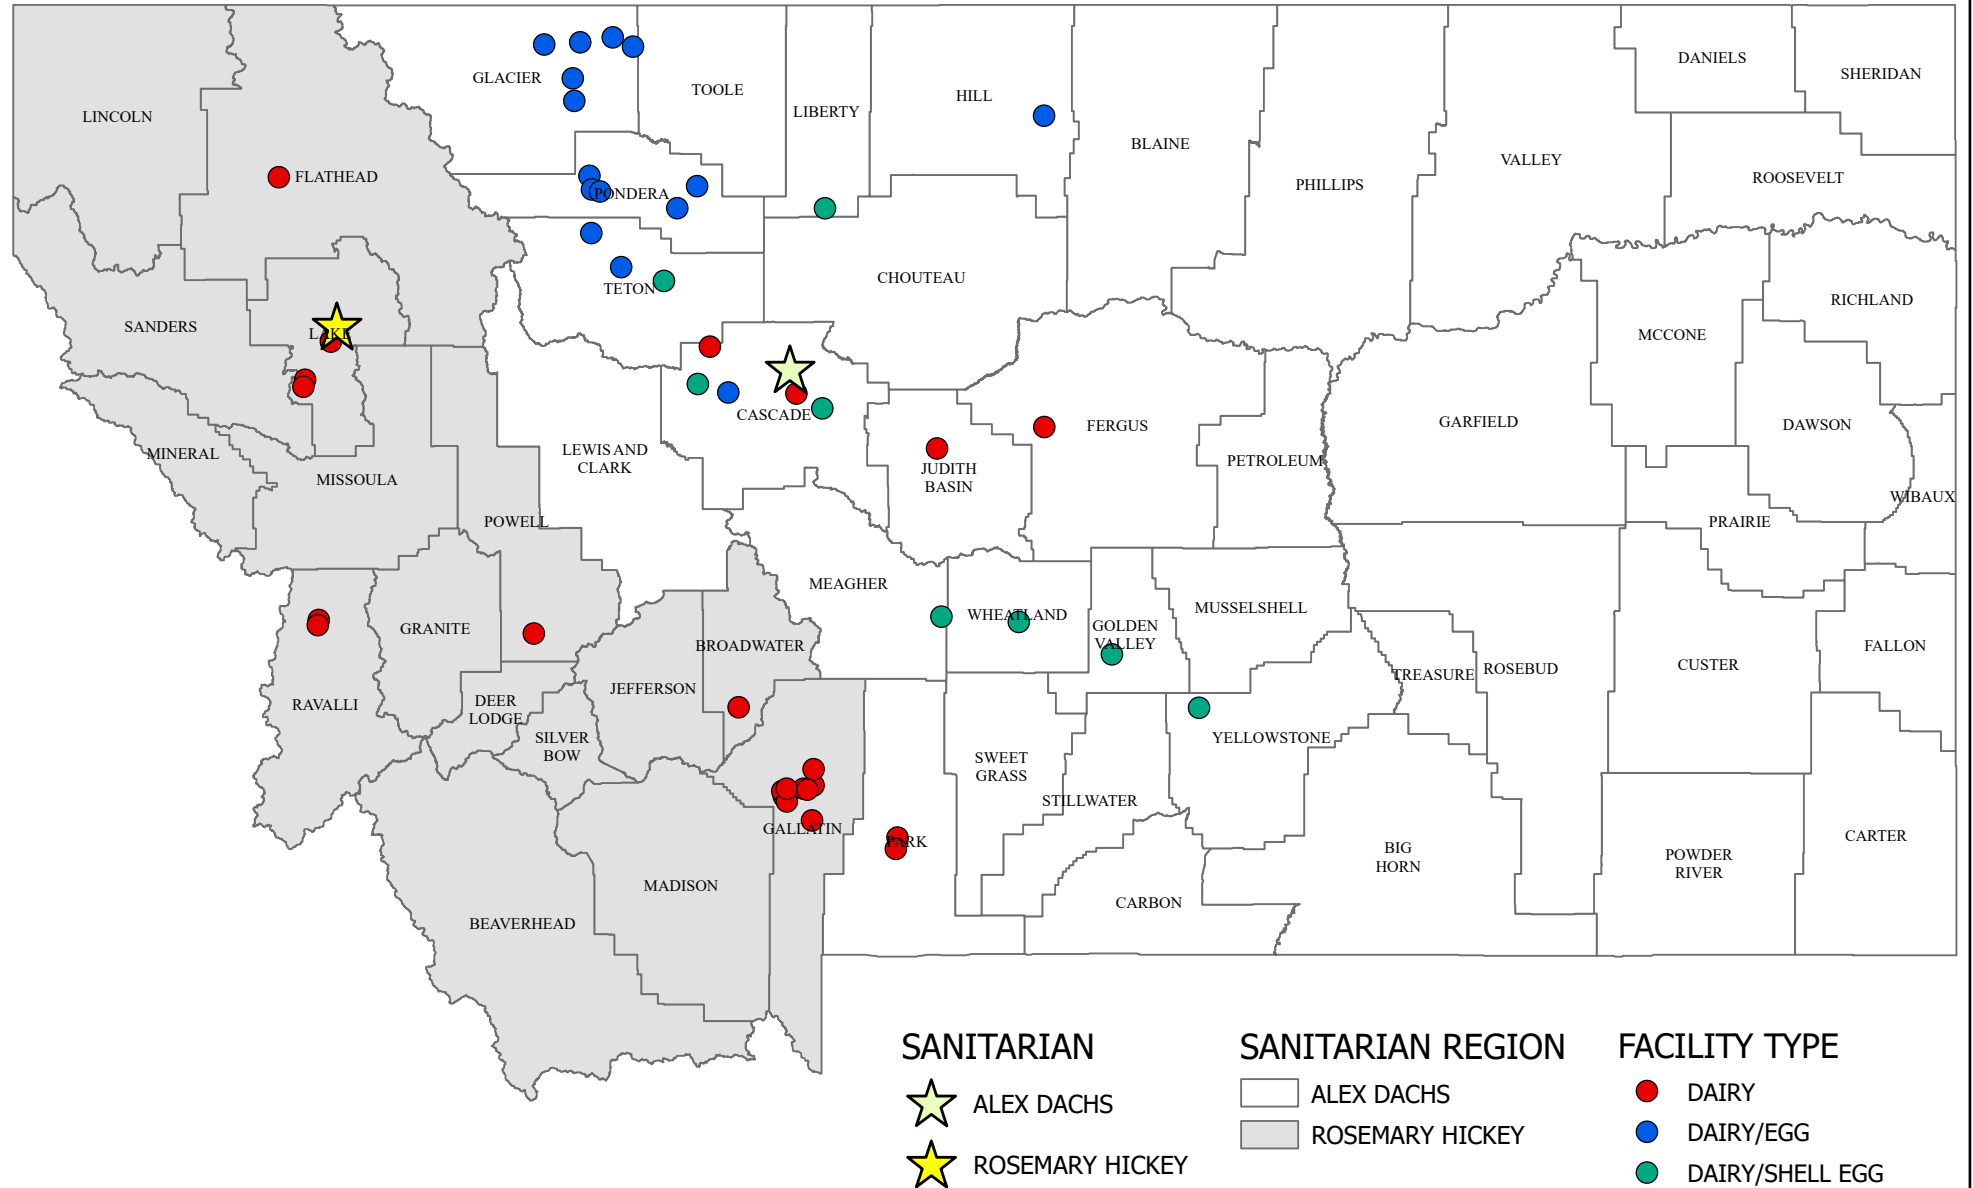 DANIELS
SHERIDAN
GLACIER
TOOLE
LIBERTY
HILL
LINCOLN
BLAINE
VALLEY
FLATHEAD
PONDERA
PHILLIPS
ROOSEVELT
CHOUTEAU
TETON
RICHLAND
SANDERS
LAKE
MCCONE
CASCADE
FERGUS
GARFIELD
DAWSON
MINERAL
MISSOULA
LEWIS AND
CLARK
JUDITH
BASIN
PETROLEUM
WIBAUX
POWELL
PRAIRIE
MEAGHER
WHEATLAND
GOLDEN
VALLEY
MUSSELSHELL
GRANITE
BROADWATER
FALLON
RAVALLI
DEER
LODGE
JEFFERSON
TREASURE
ROSEBUD
CUSTER
SILVER
BOW
SWEET
GRASS
YELLOWSTONE
STILLWATER
GALLATIN
PARK
BIG
HORN
POWDER
RIVER
CARTER
MADISON
BEAVERHEAD
CARBON
SANITARIAN
ALEX DACHS
ROSEMARY HICKEY
SANITARIAN REGION
ALEX DACHS
ROSEMARY HICKEY
FACILITY TYPE
DAIRY
DAIRY/EGG
DAIRY/SHELL EGG